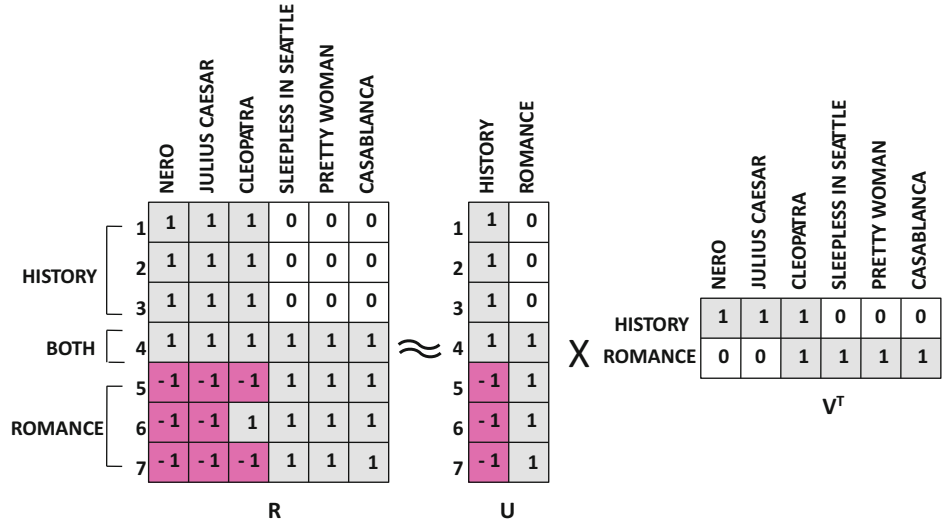 NERO JULIUS CAESAR CLEOPATRA SLEEPLESS IN SEATTLE PRETTY WOMAN CASABLANCA
HISTORY ROMANCE
NERO JULIUS CAESAR CLEOPATRA SLEEPLESS IN SEATTLE PRETTY WOMAN CASABLANCA
HISTORY
BOTH
ROMANCE
1 1 1 1 0 0 0
2 1 1 1 0 0 0
3 1 1 1 0 0 0
4 1 1 1 1 1 1
5 -1 -1 -1 1 1 1
6 -1 -1 1 1 1 1
7 -1 -1 -1 1 1 1
R
≈
1 1 0
2 1 0
3 1 0
4 1 1
5 -1 1
6 -1 1
7 -1 1
U
X
HISTORY 1 1 1 0 0 0
ROMANCE 0 0 1 1 1 1
V^T